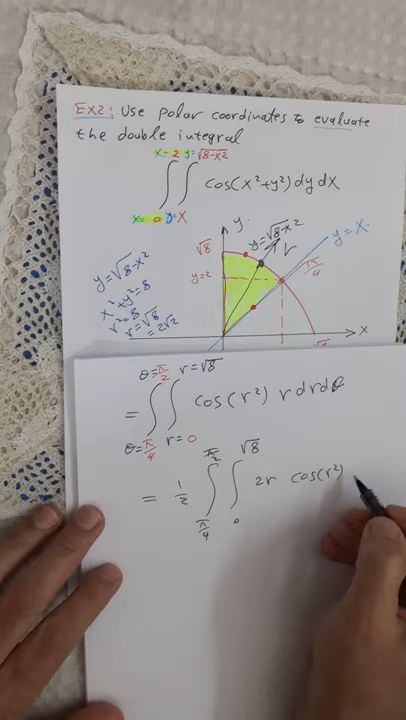 EX2: Use polar coordinates to evaluate
the double integral
x=2 y=√(8-x²)
∫∫ cos(x²+y²) dy dx
x=0 y=x
y=√(8-x²)
x²+y²=8
r²=8
r=√8
=2√2
y
√8
y=2
y=√(8-x²)
r
y=x
π/4
x
θ=π/2 r=√8
= ∫∫ cos(r²) r dr dθ
θ=π/4 r=0
π/2 √8
= 1/2 ∫∫ 2r cos(r²)
π/4 0